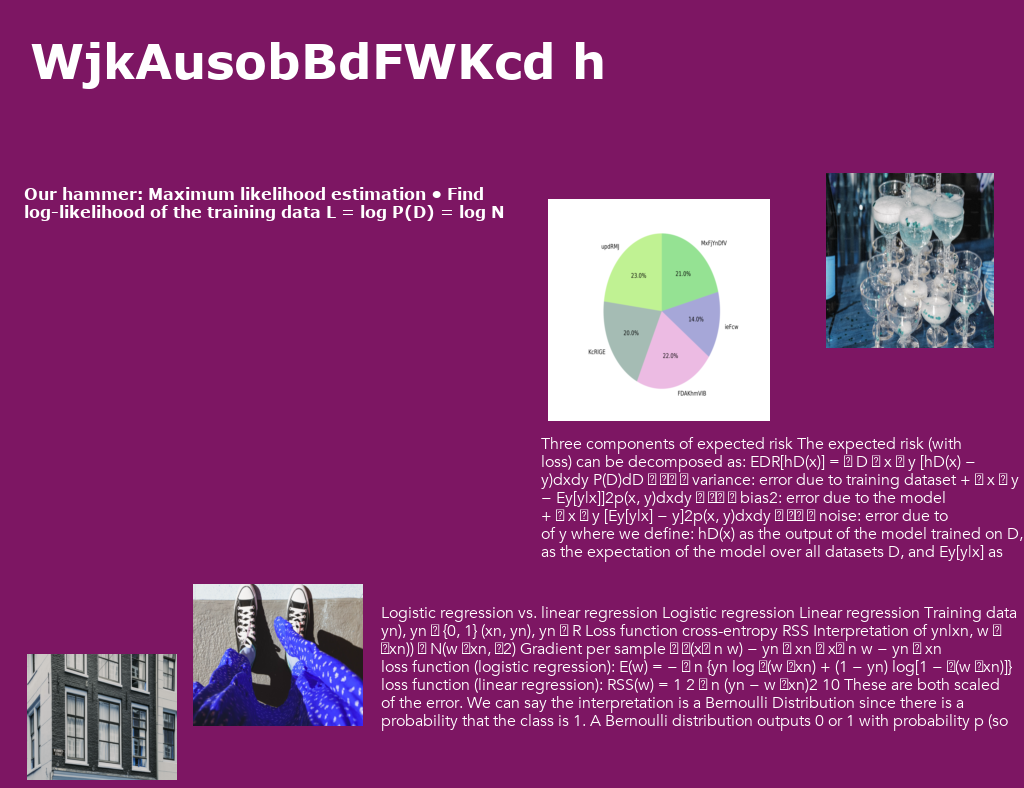 WjkAusobBdFWKcd h
Our hammer: Maximum likelihood estimation • Find
log-likelihood of the training data L = log P(D) = log N
updRMJ
MxFjYnDfV
23.0%
21.0%
14.0%
ieFcw
20.0%
KcRlGE
22.0%
FDAKhmVlB
Three components of expected risk The expected risk (with
loss) can be decomposed as: EDR[hD(x)] = � D � x � y [hD(x) −
y)dxdy P(D)dD � ��� � variance: error due to training dataset + � x � y
− Ey[y|x]]2p(x, y)dxdy � ��� � bias2: error due to the model
+ � x � y [Ey[y|x] − y]2p(x, y)dxdy � ��� � noise: error due to
of y where we define: hD(x) as the output of the model trained on D,
as the expectation of the model over all datasets D, and Ey[y|x] as
Logistic regression vs. linear regression Logistic regression Linear regression Training data
yn), yn � {0, 1} (xn, yn), yn � R Loss function cross-entropy RSS Interpretation of yn|xn, w �
�xn)) � N(w �xn, �2) Gradient per sample � �(x� n w) − yn � xn � x� n w − yn � xn
loss function (logistic regression): E(w) = − � n {yn log �(w �xn) + (1 − yn) log[1 − �(w �xn)]}
loss function (linear regression): RSS(w) = 1 2 � n (yn − w �xn)2 10 These are both scaled
of the error. We can say the interpretation is a Bernoulli Distribution since there is a
probability that the class is 1. A Bernoulli distribution outputs 0 or 1 with probability p (so